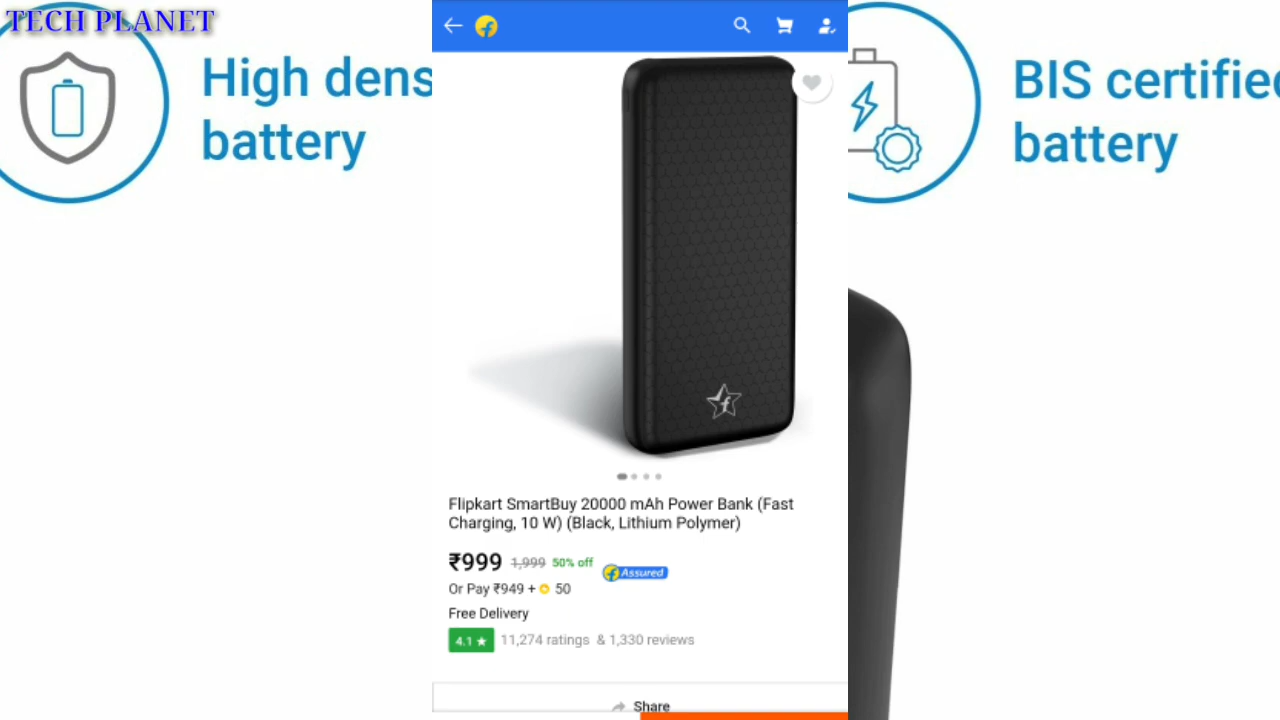 TECH PLANET
High dens
battery
BIS certifie
battery
Flipkart SmartBuy 20000 mAh Power Bank (Fast
Charging, 10 W) (Black, Lithium Polymer)
₹999 1,999 50% off f Assured
Or Pay ₹949 + 50
Free Delivery
4.1 ★ 11,274 ratings & 1,330 reviews
Share